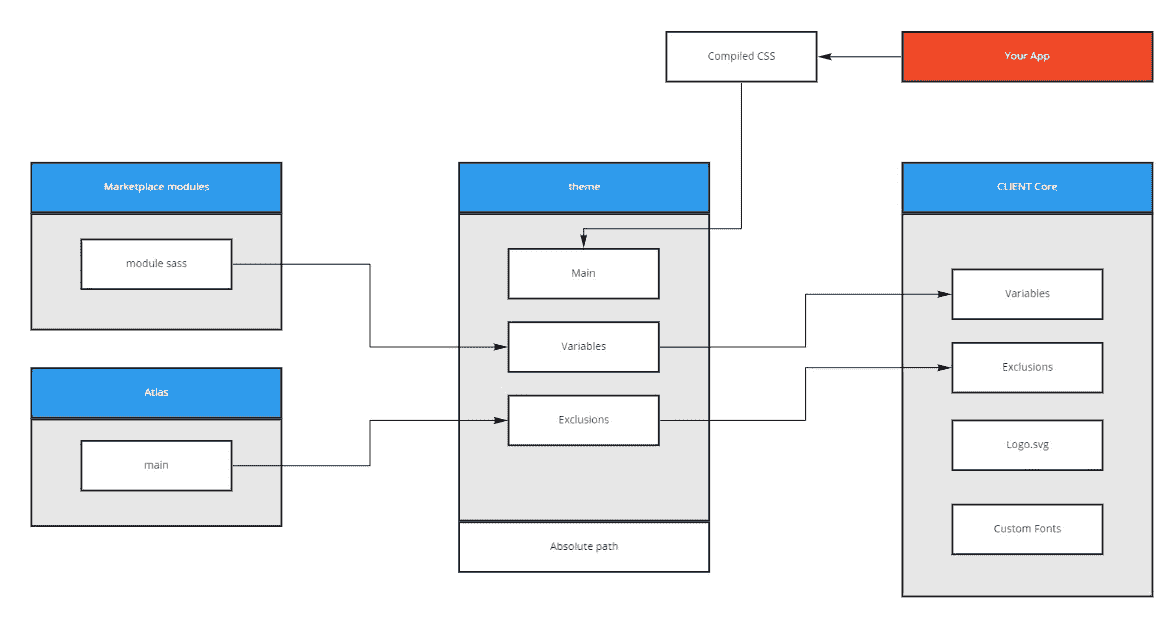 Compiled CSS
Your App
Marketplace modules
module sass
Atlas
main
theme
Main
Variables
Exclusions
Absolute path
CLIENT Core
Variables
Exclusions
Logo.svg
Custom Fonts